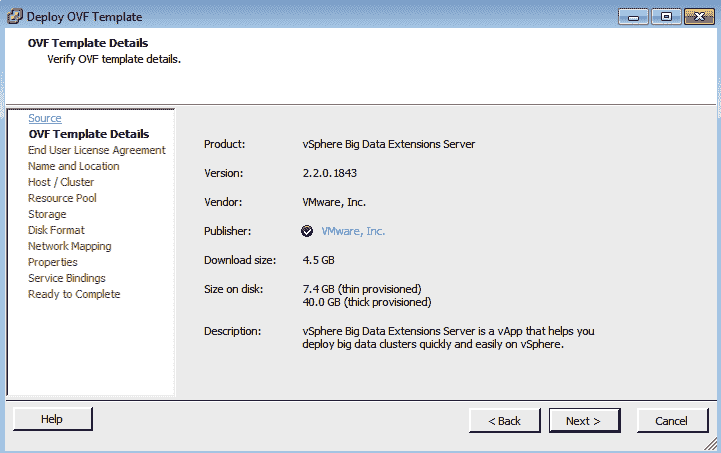 Deploy OVF Template
OVF Template Details
Verify OVF template details.
Source
OVF Template Details
End User License Agreement
Name and Location
Host / Cluster
Resource Pool
Storage
Disk Format
Network Mapping
Properties
Service Bindings
Ready to Complete
Product: vSphere Big Data Extensions Server
Version: 2.2.0.1843
Vendor: VMware, Inc.
Publisher: VMware, Inc.
Download size: 4.5 GB
Size on disk: 7.4 GB (thin provisioned)
40.0 GB (thick provisioned)
Description: vSphere Big Data Extensions Server is a vApp that helps you
deploy big data clusters quickly and easily on vSphere.
Help < Back Next > Cancel